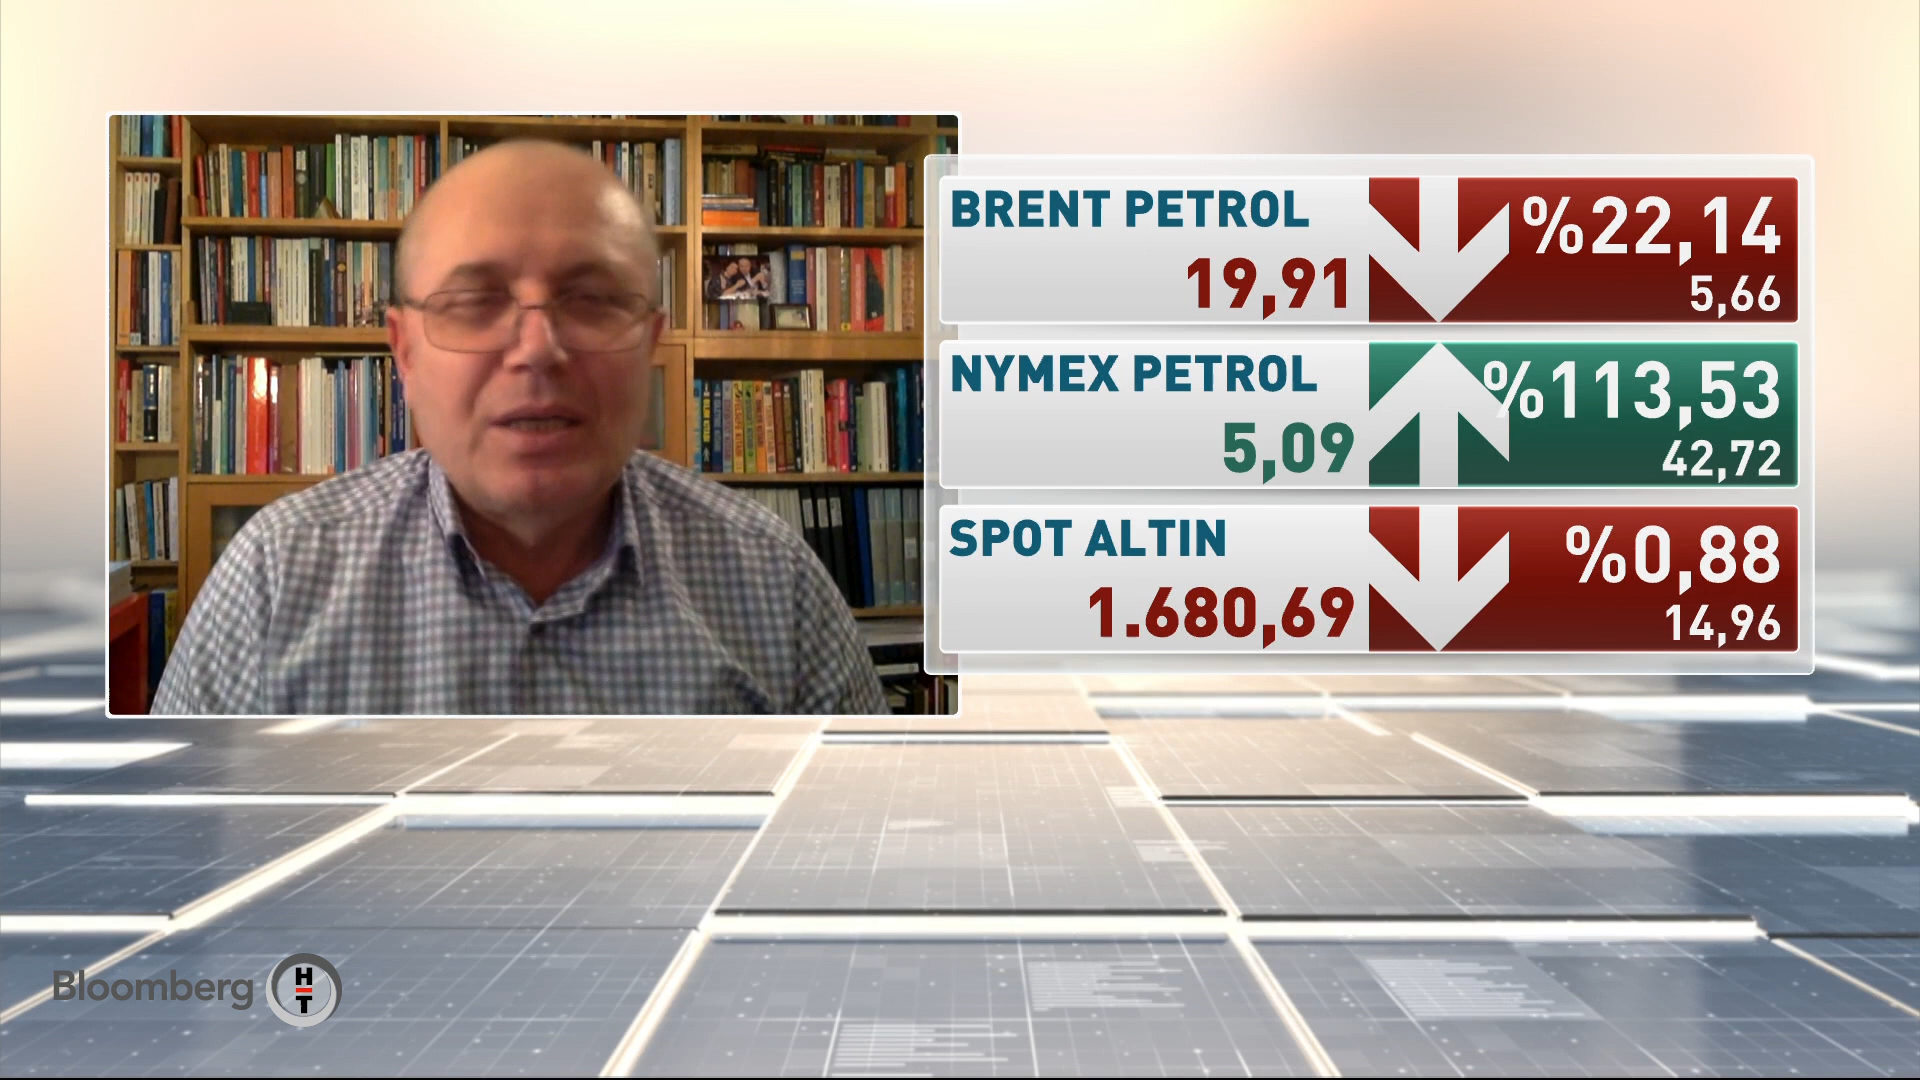 BRENT PETROL
19,91
%22,14
5,66
NYMEX PETROL
5,09
%113,53
42,72
SPOT ALTIN
1.680,69
%0,88
14,96
Bloomberg HT